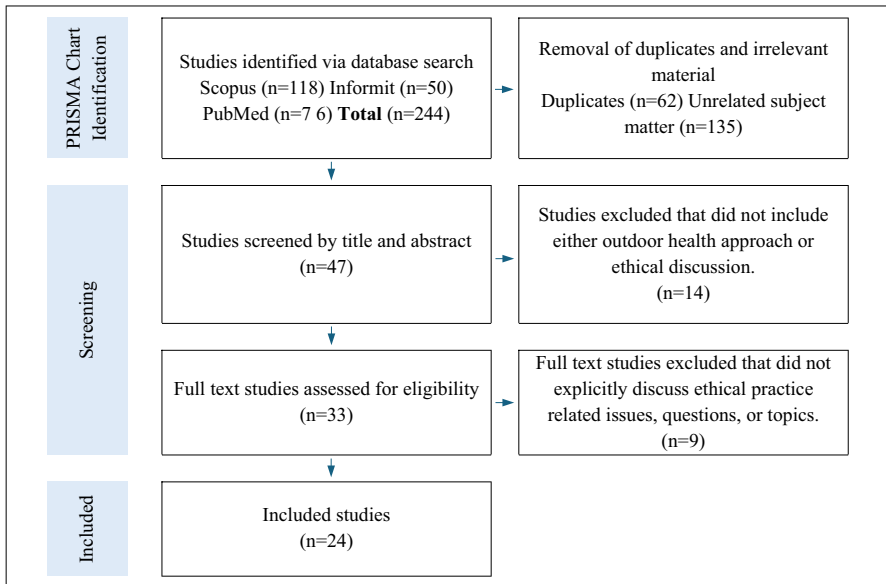 PRISMA Chart
Identification
Studies identified via database search
Scopus (n=118) Informit (n=50)
PubMed (n=7 6) Total (n=244)
Removal of duplicates and irrelevant
material
Duplicates (n=62) Unrelated subject
matter (n=135)
Screening
Studies screened by title and abstract
(n=47)
Studies excluded that did not include
either outdoor health approach or
ethical discussion.
(n=14)
Full text studies assessed for eligibility
(n=33)
Full text studies excluded that did not
explicitly discuss ethical practice
related issues, questions, or topics.
(n=9)
Included
Included studies
(n=24)